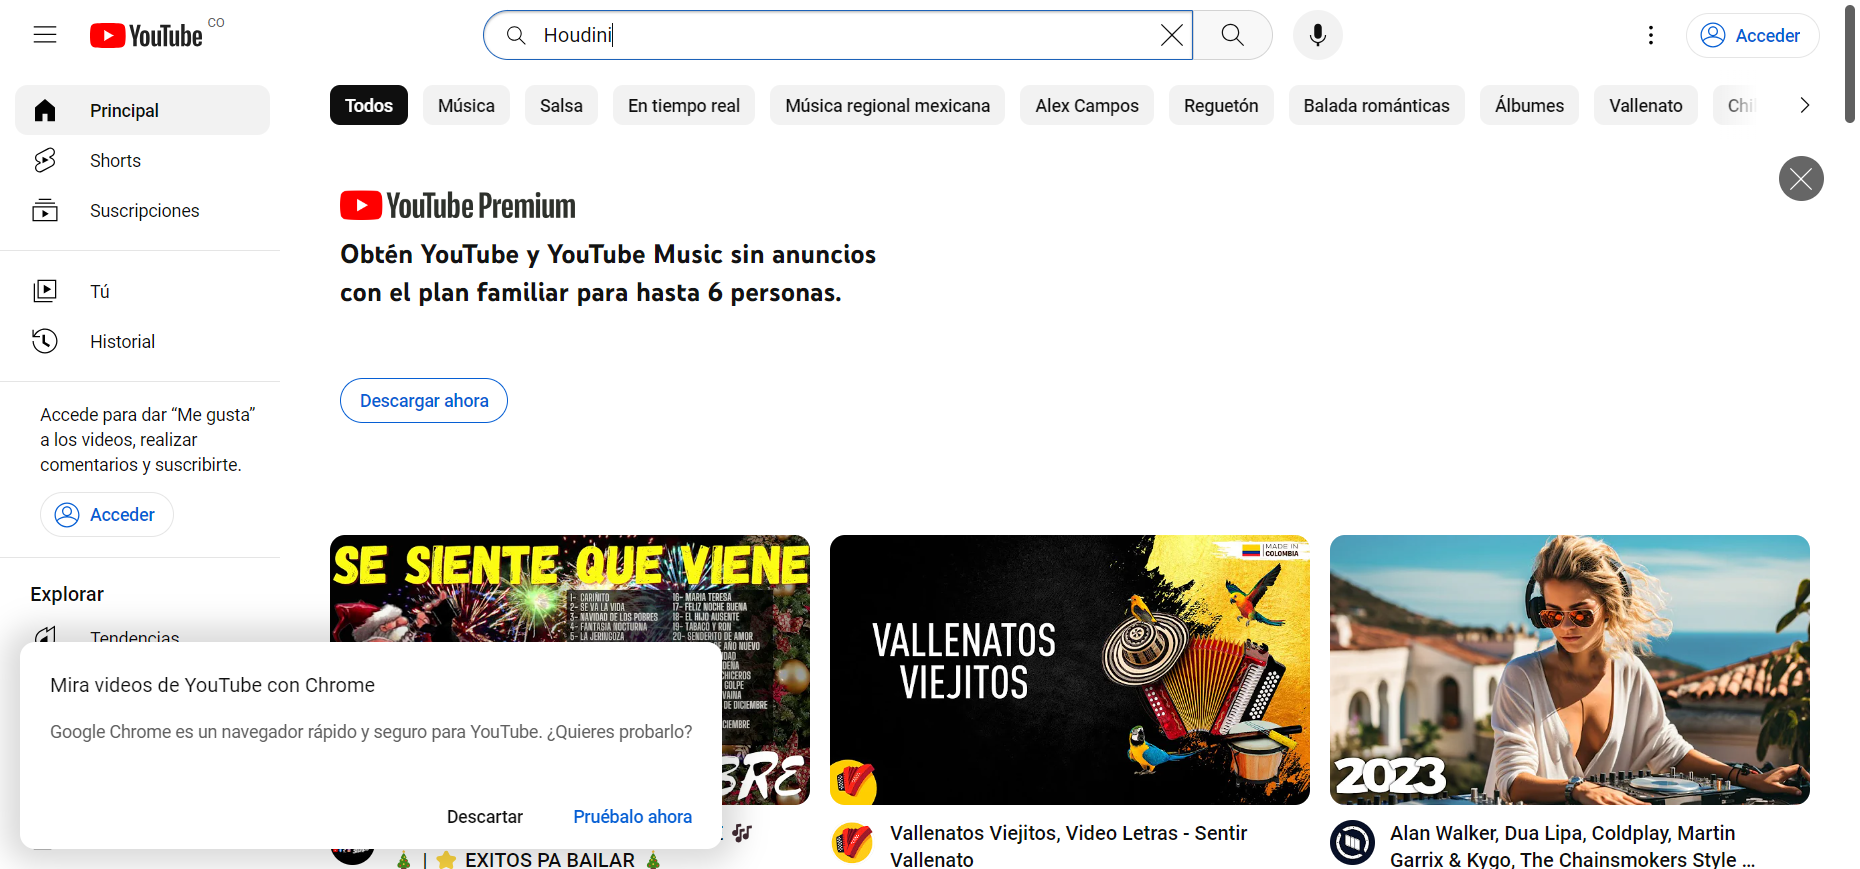 YouTube CO
Houdini
Acceder
Principal
Shorts
Suscripciones
Tú
Historial
Accede para dar “Me gusta”
a los videos, realizar
comentarios y suscribirte.
Acceder
Explorar
Tendencias
Todos
Música
Salsa
En tiempo real
Música regional mexicana
Alex Campos
Reguetón
Balada románticas
Álbumes
Vallenato
YouTube Premium
Obtén YouTube y YouTube Music sin anuncios
con el plan familiar para hasta 6 personas.
Descargar ahora
SE SIENTE QUE VIENE
1- CARIÑITO
2- SE VA LA VIDA
3- NAVIDAD DE LOS POBRES
4- FANTASIA NOCTURNA
5- LA JERINGOZA
16- MARIA TERESA
17- FELIZ NOCHE BUENA
18- EL HIJO AUSENTE
19- TABACO Y RON
20- SENDERITO DE AMOR
DE AÑO NUEVO
GOLPE
DE DICIEMBRE
MADE IN
COLOMBIA
VALLENATOS
VIEJITOS
2023
Mira videos de YouTube con Chrome
Google Chrome es un navegador rápido y seguro para YouTube. ¿Quieres probarlo?
Descartar
Pruébalo ahora
| EXITOS PA BAILAR
Vallenatos Viejitos, Video Letras - Sentir
Vallenato
Alan Walker, Dua Lipa, Coldplay, Martin
Garrix & Kygo, The Chainsmokers Style ...